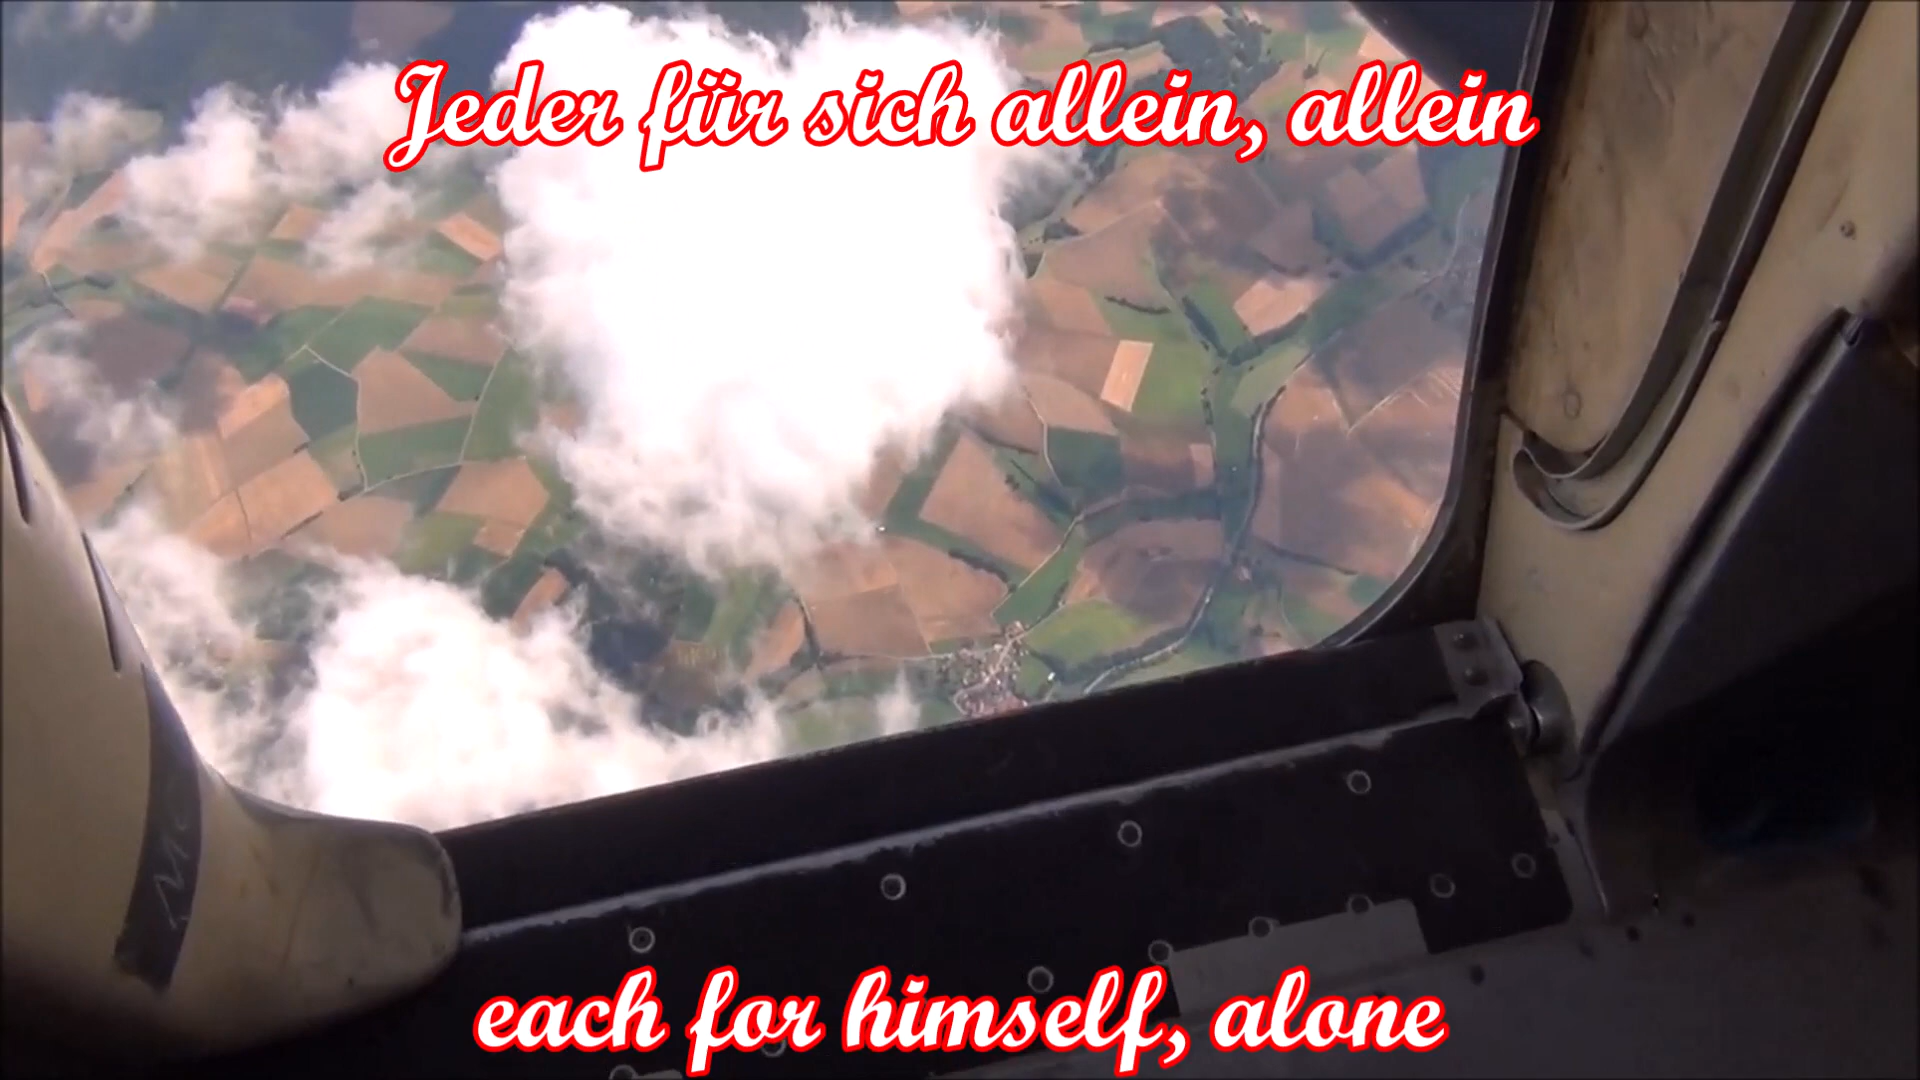 Jeder für sich allein, allein
each for himself, alone